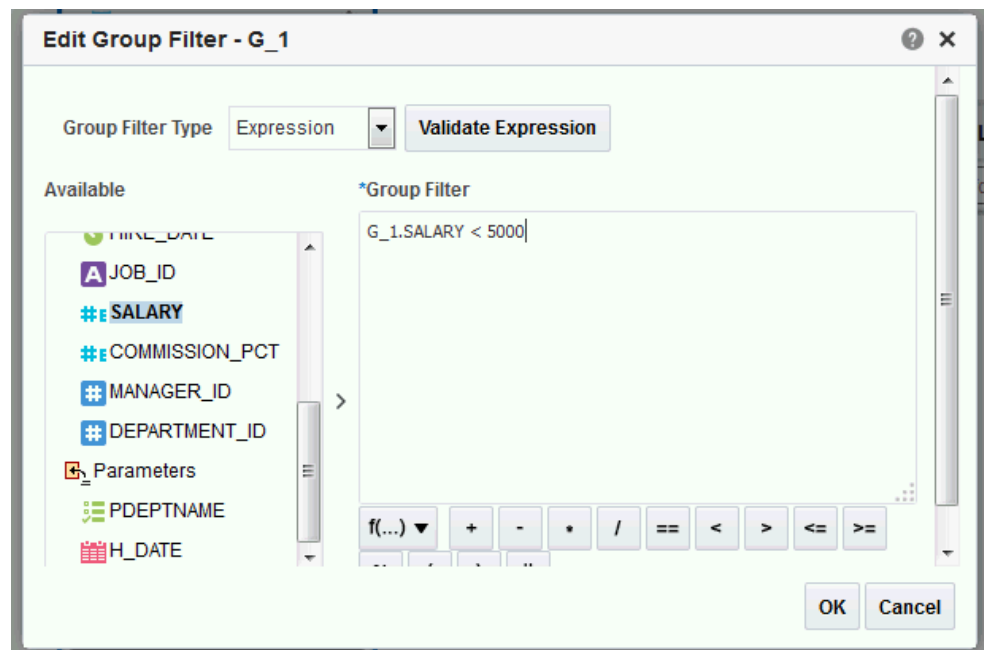 Edit Group Filter - G_1
Group Filter Type Expression Validate Expression
Available
*Group Filter
HIRE_DATE
JOB_ID
SALARY
COMMISSION_PCT
MANAGER_ID
DEPARTMENT_ID
Parameters
PDEPTNAME
H_DATE
G_1.SALARY < 5000
f(...) + - * / == < > <= >=
OK Cancel